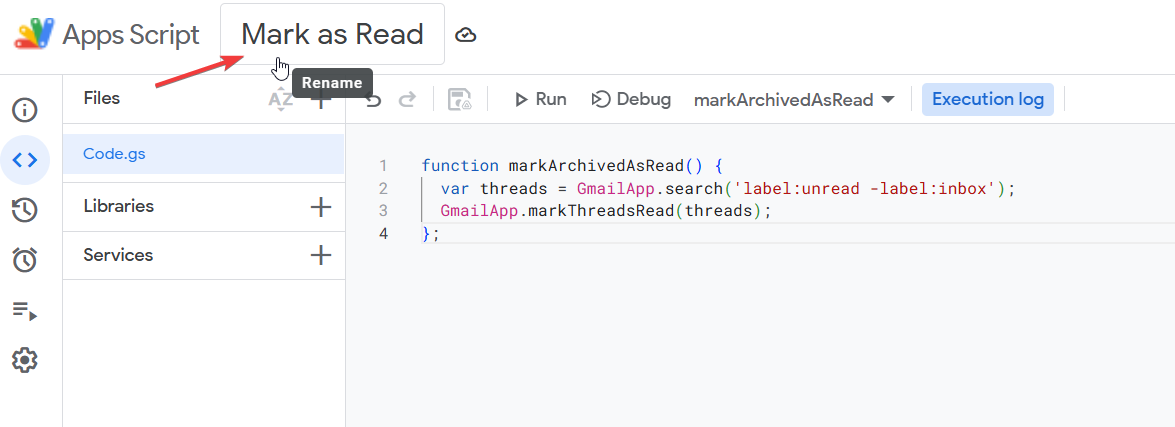 Apps Script Mark as Read
Rename
Files AZ Run Debug markArchivedAsRead Execution log
Code.gs
Libraries
Services
1 function markArchivedAsRead() {
2 var threads = GmailApp.search('label:unread -label:inbox');
3 GmailApp.markThreadsRead(threads);
4 };